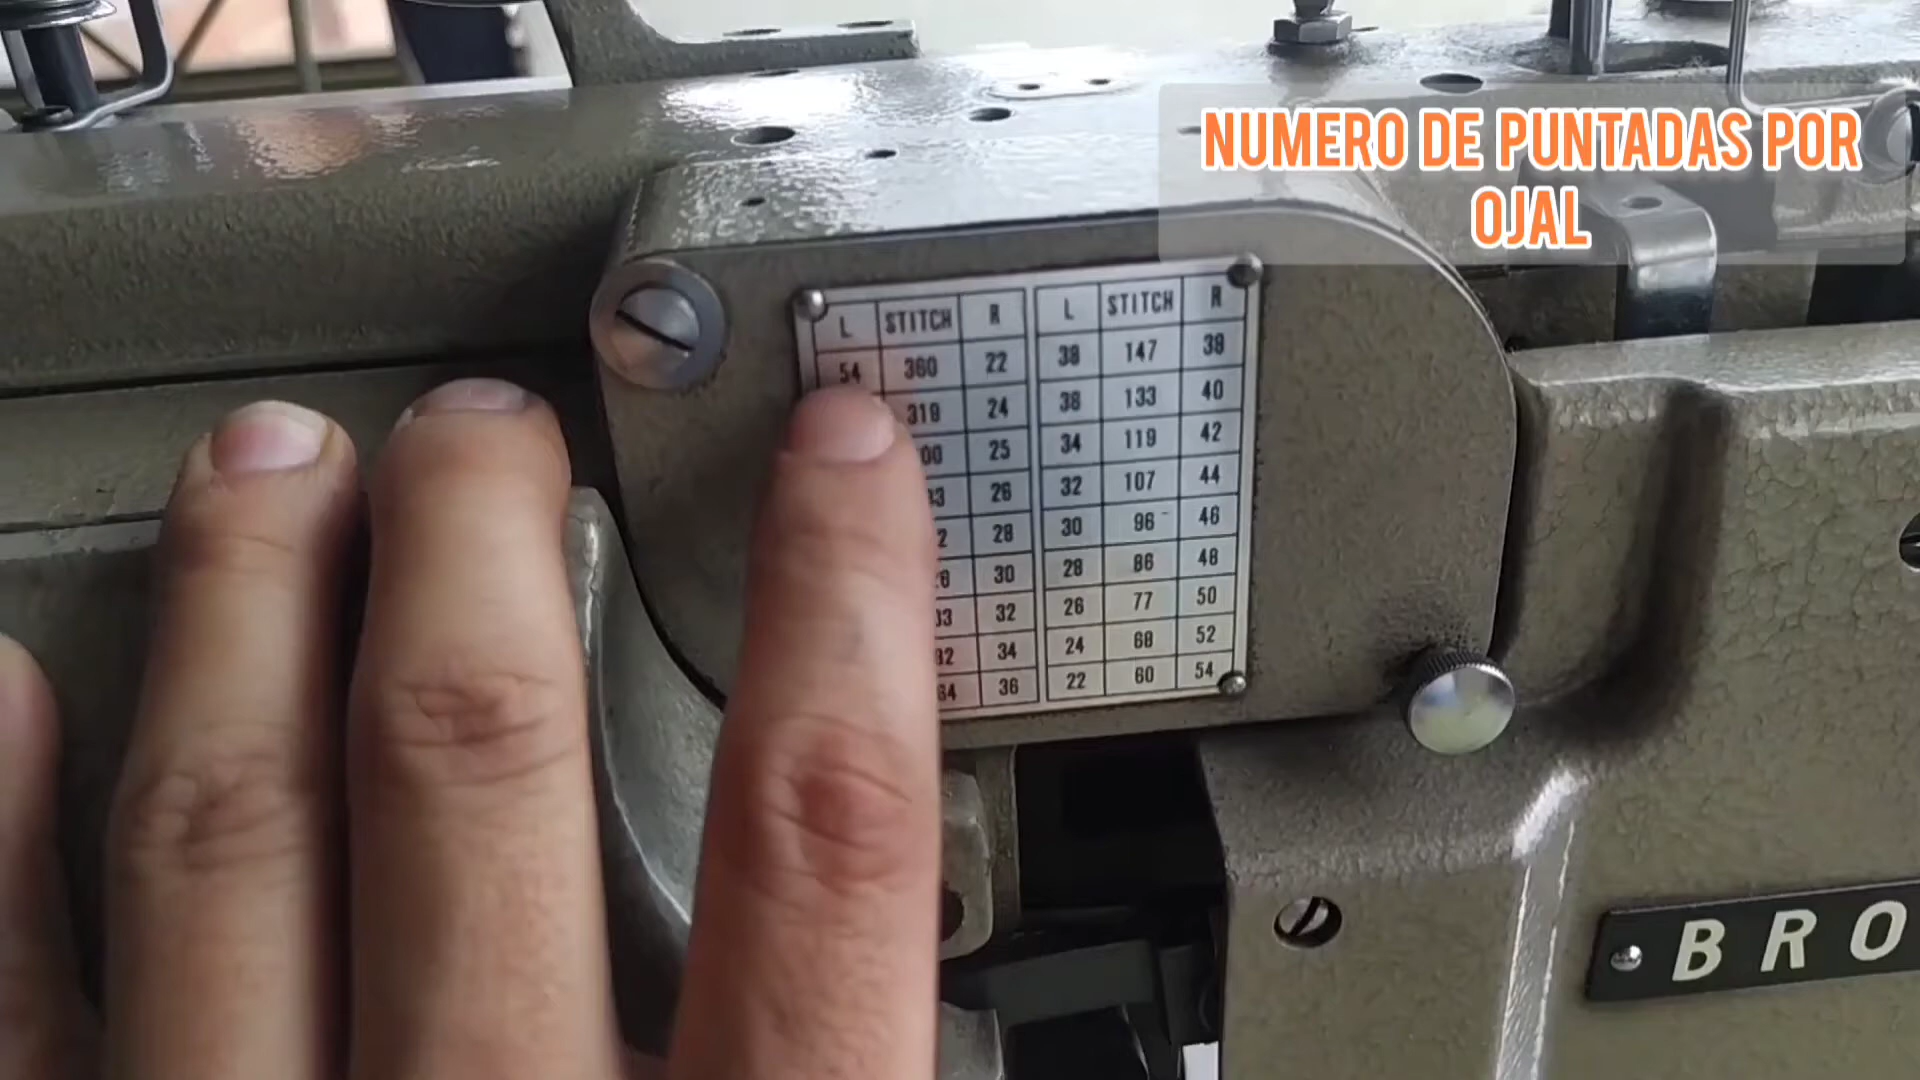 NUMERO DE PUNTADAS POR
OJAL
L STITCH R L STITCH R
54 360 22 38 147 38
319 24 38 133 40
25 34 119 42
26 32 107 44
28 30 96 46
30 28 86 48
32 26 77 50
34 24 68 52
36 22 60 54
BRO